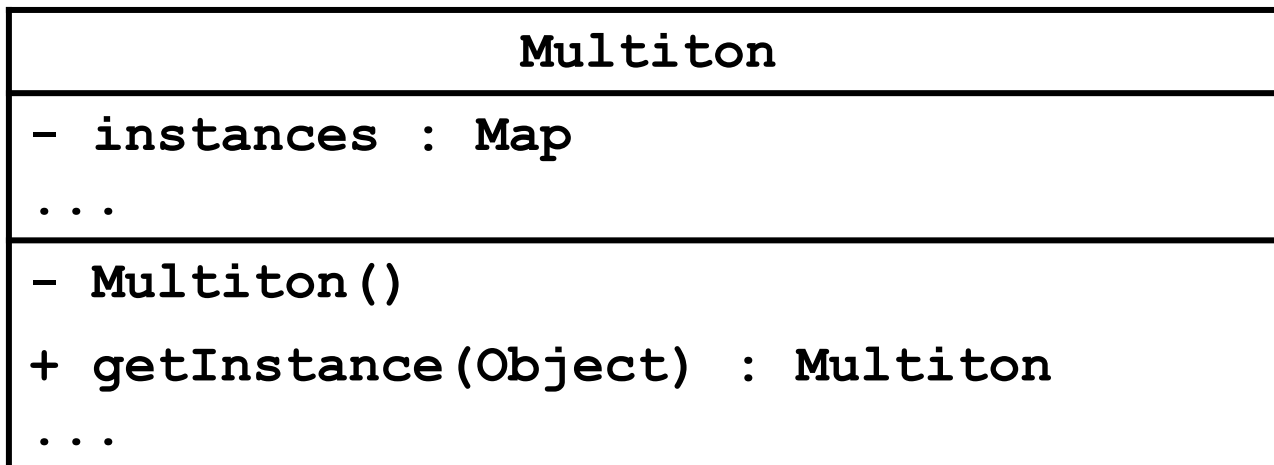 Multiton
- instances : Map
...
- Multiton()
+ getInstance(Object) : Multiton
...